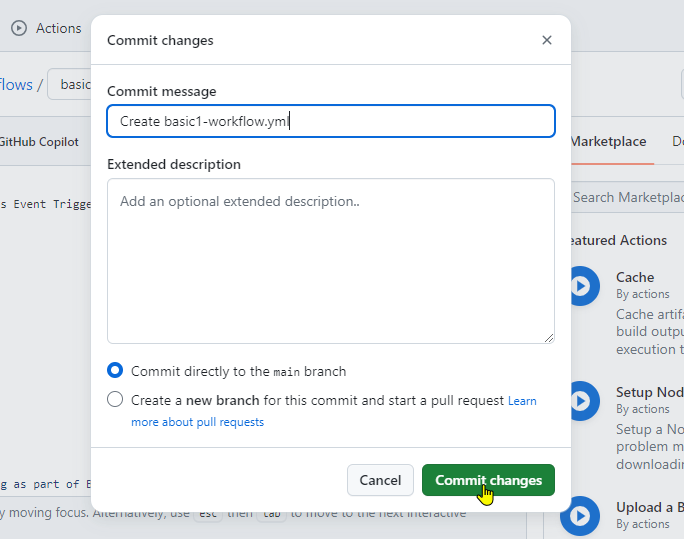 Actions
Commit changes
flows / basic
Commit message
Create basic1-workflow.yml
GitHub Copilot
Marketplace
Extended description
Search Marketplac
s Event Trigge
Add an optional extended description..
eatured Actions
Cache
By actions
Cache artifa
build outpu
execution t
Commit directly to the main branch
Create a new branch for this commit and start a pull request Learn
more about pull requests
Setup Nod
By actions
Setup a No
problem m
downloadin
Cancel
Commit changes
g as part of E
y moving focus. Alternatively, use esc then tab to move to the next interactive
Upload a B
By actions